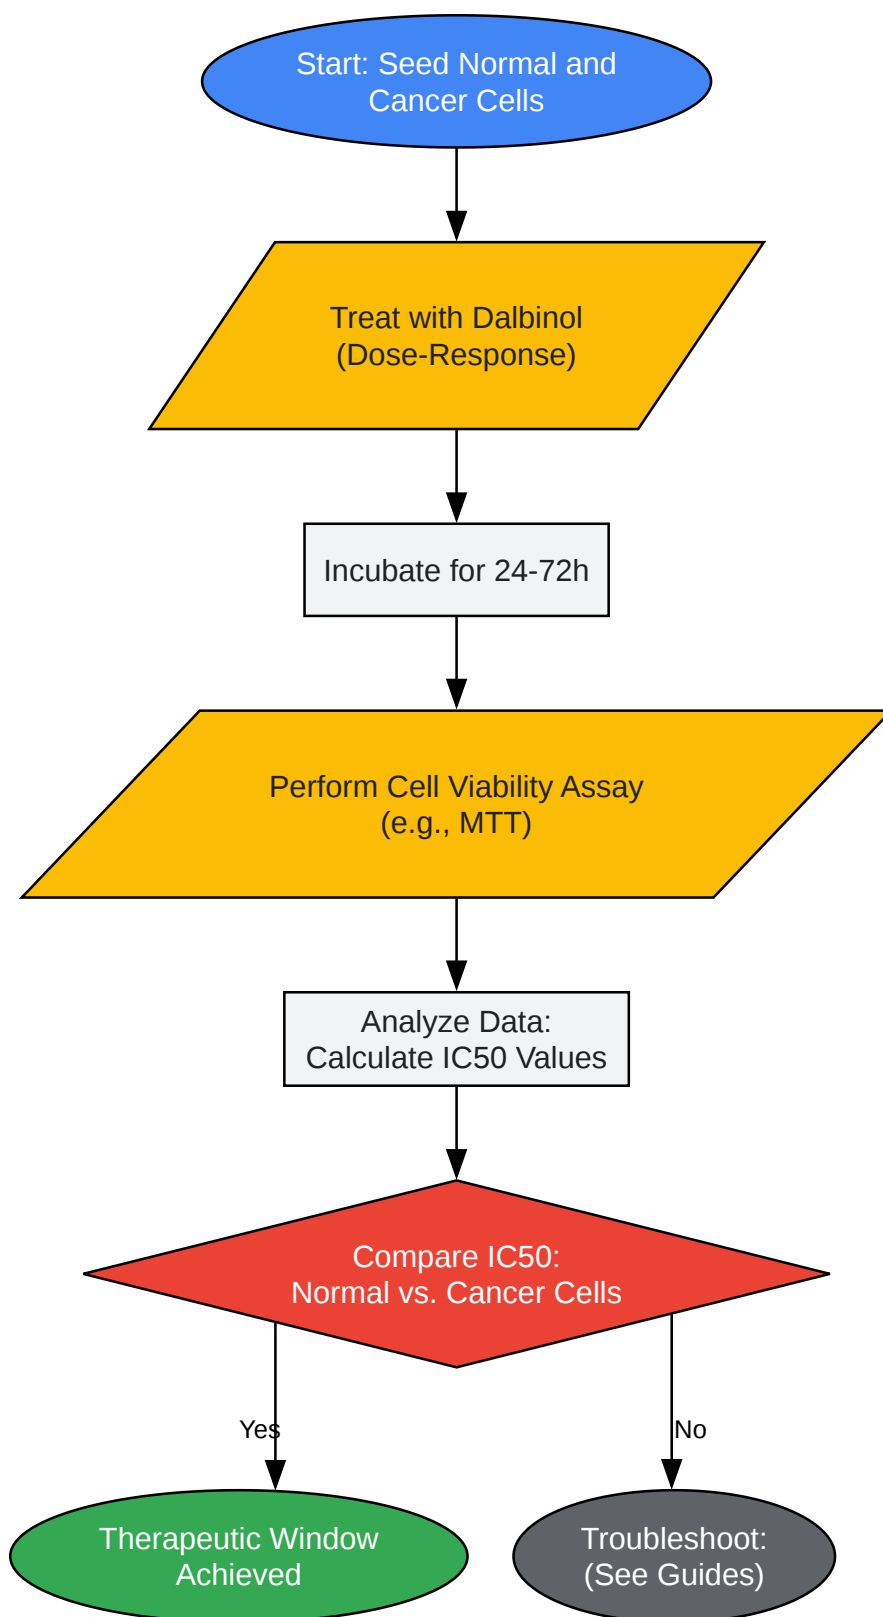 Start: Seed Normal and
Cancer Cells
Treat with Dalbinol
(Dose-Response)
Incubate for 24-72h
Perform Cell Viability Assay
(e.g., MTT)
Analyze Data:
Calculate IC50 Values
Compare IC50:
Normal vs. Cancer Cells
Yes
No
Therapeutic Window
Achieved
Troubleshoot:
(See Guides)